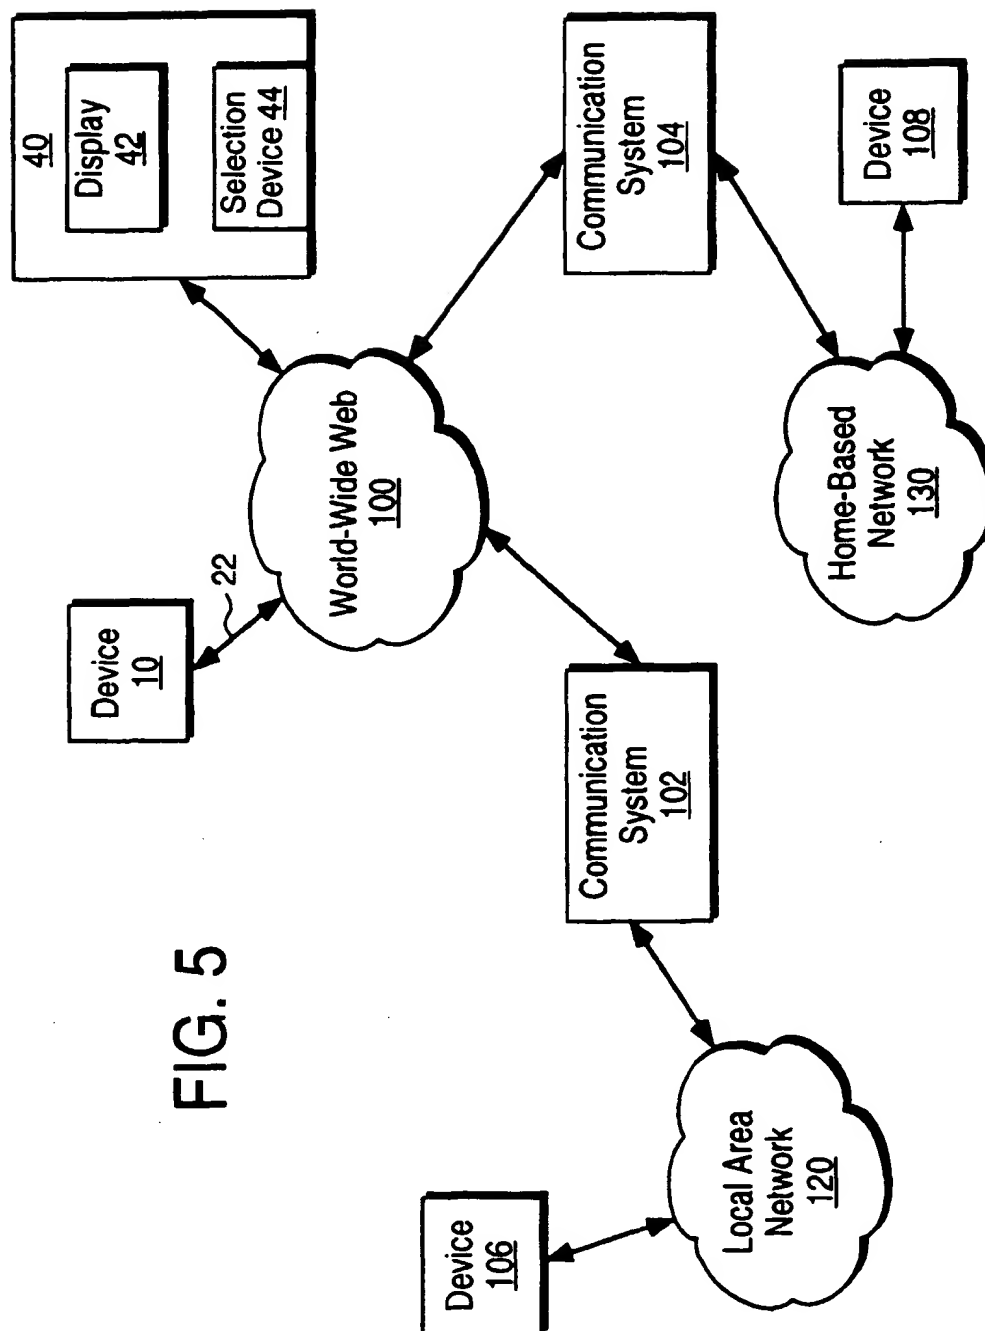 40
Display
42
Selection
Device 44
Device
10
22
World-Wide Web
100
Communication
System
104
Device
108
Communication
System
102
Home-Based
Network
130
FIG. 5
Device
106
Local Area
Network
120